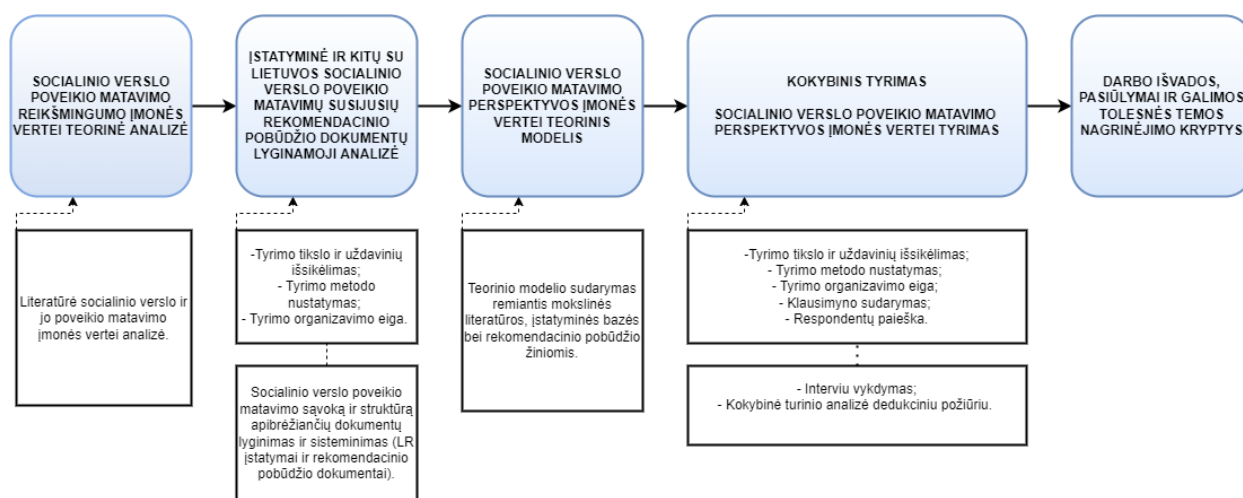 SOCIALINIO VERSLO
POVEIKIO MATAVIMO
REIKŠMINGUMO ĮMONĖS
VERTEI TEORINĖ ANALIZĖ
ĮSTATYMINĖ IR KITŲ SU
LIETUVOS SOCIALINIO
VERSLO POVEIKIO
MATAVIMŲ SUSIJUSIŲ
REKOMENDACINIO
POBŪDŽIO DOKUMENTŲ
LYGINAMOJI ANALIZĖ
SOCIALINIO VERSLO
POVEIKIO MATAVIMO
PERSPEKTYVOS ĮMONĖS
VERTEI TEORINIS
MODELIS
KOKYBINIS TYRIMAS
SOCIALINIO VERSLO POVEIKIO MATAVIMO
PERSPEKTYVOS ĮMONĖS VERTEI TYRIMAS
DARBO IŠVADOS,
PASIŪLYMAI IR GALIMOS
TOLESNĖS TEMOS
NAGRINĖJIMO KRYPTYS
Literatūrė socialinio verslo ir
jo poveikio matavimo
įmonės vertei analizė.
-Tyrimo tikslo ir uždavinių
išsikėlimas;
- Tyrimo metodo
nustatymas;
- Tyrimo organizavimo eiga.
Socialinio verslo poveikio
matavimo sąvoką ir struktūrą
apibrėžiančių dokumentų
lyginimas ir sisteminimas (LR
įstatymai ir rekomendacinio
pobūdžio dokumentai).
Teorinio modelio sudarymas
remiantis mokslinės
literatūros, įstatyminės bazės
bei rekomendacinio pobūdžio
žiniomis.
-Tyrimo tikslo ir uždavinių išsikėlimas;
- Tyrimo metodo nustatymas;
- Tyrimo organizavimo eiga;
- Klausimyno sudarymas;
- Respondentų paieška.
- Interviu vykdymas;
- Kokybinė turinio analizė dedukciniu požiūriu.